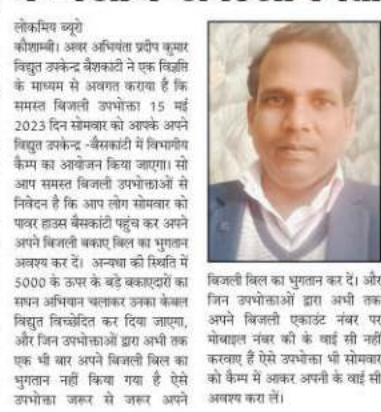 लोकमिय ब्यूरो
कौशाम्बी। अवर अभियंता प्रदीप कुमार
विद्युत उपकेन्द्र बैशकाटी ने एक विज्ञप्ति
के माध्यम से अवगत कराया है कि
समस्त बिजली उपभोक्ता 15 मई
2023 दिन सोमवार को आपके अपने
विद्युत उपकेन्द्र -बैसकांटी में विभागीय
कैम्प का आयोजन किया जाएगा। सो
आप समस्त बिजली उपभोक्ताओं से
निवेदन है कि आप लोग सोमवार को
पावर हाउस बैसकांटी पहुंच कर अपने
अपने बिजली बकाए बिल का भुगतान
अवश्य कर दें। अन्यथा की स्थिति में
5000 के ऊपर के बड़े बकाएदारों का
सघन अभियान चलाकर उनका केबल
विद्युत विच्छेदित कर दिया जाएगा,
और जिन उपभोक्ताओं द्वारा अभी तक
एक भी बार अपने बिजली बिल का
भुगतान नहीं किया गया है ऐसे
उपभोक्ता जरूर से जरूर अपने
बिजली बिल का भुगतान कर दें। और
जिन उपभोक्ताओं द्वारा अभी तक
अपने बिजली एकाउंट नंबर पर
मोबाइल नंबर की के वाई सी नहीं
करवाए हैं ऐसे उपभोक्ता भी सोमवार
को कैम्प में आकर अपनी के वाई सी
अवश्य करा लें।